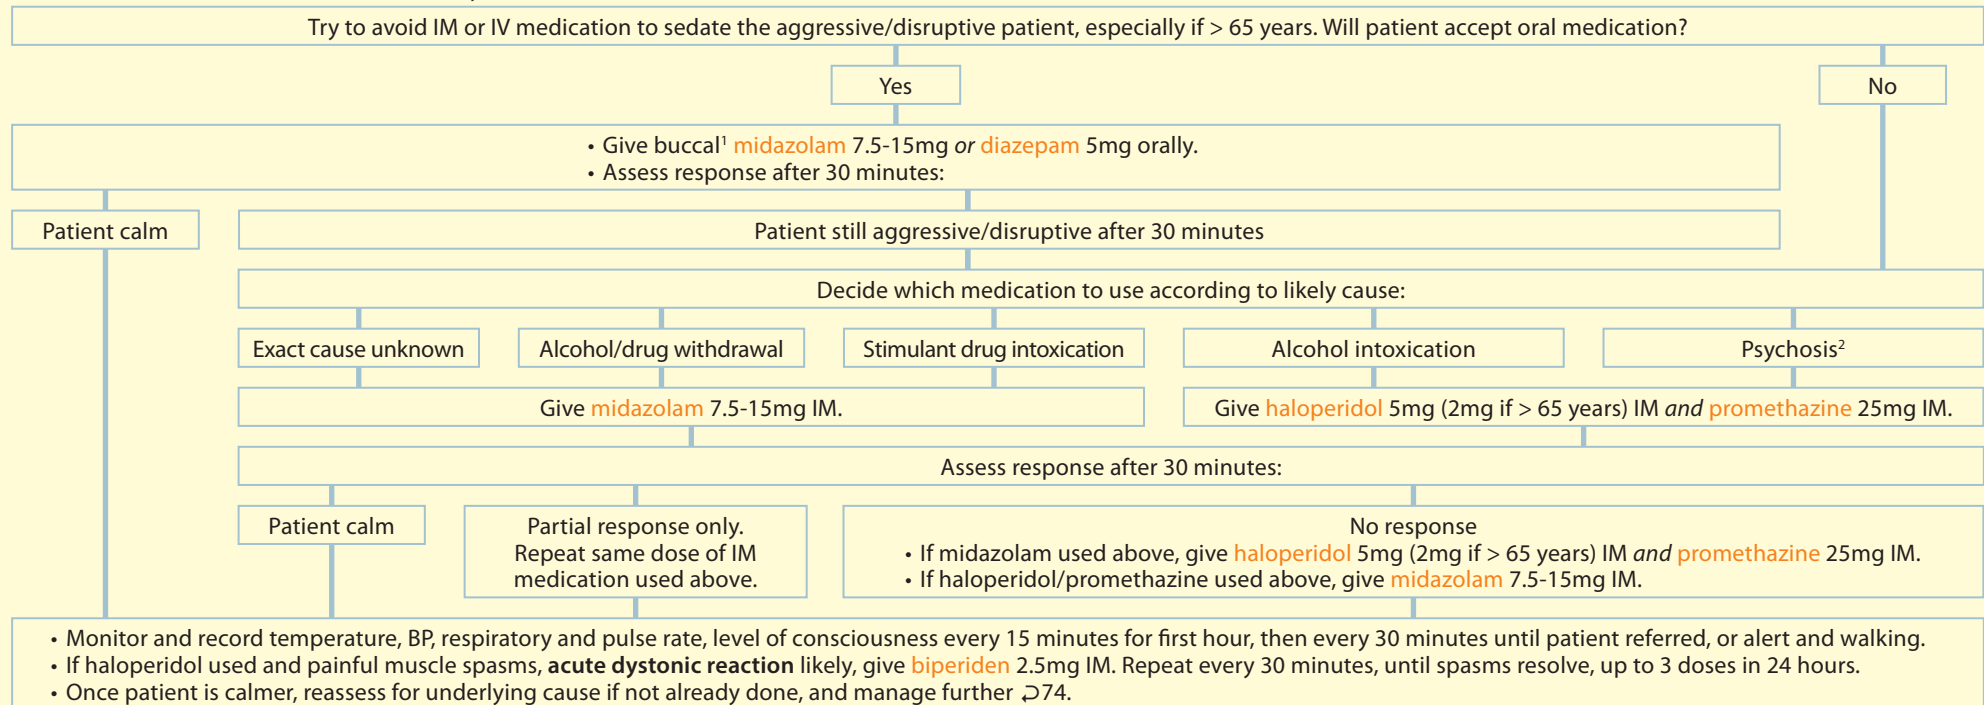 Try to avoid IM or IV medication to sedate the aggressive/disruptive patient, especially if > 65 years. Will patient accept oral medication?
Yes
No
• Give buccal¹ midazolam 7.5-15mg or diazepam 5mg orally.
• Assess response after 30 minutes:
Patient calm
Patient still aggressive/disruptive after 30 minutes
Decide which medication to use according to likely cause:
Exact cause unknown
Alcohol/drug withdrawal
Stimulant drug intoxication
Alcohol intoxication
Psychosis²
Give midazolam 7.5-15mg IM.
Give haloperidol 5mg (2mg if > 65 years) IM and promethazine 25mg IM.
Assess response after 30 minutes:
Patient calm
Partial response only.
Repeat same dose of IM
medication used above.
No response
• If midazolam used above, give haloperidol 5mg (2mg if > 65 years) IM and promethazine 25mg IM.
• If haloperidol/promethazine used above, give midazolam 7.5-15mg IM.
• Monitor and record temperature, BP, respiratory and pulse rate, level of consciousness every 15 minutes for first hour, then every 30 minutes until patient referred, or alert and walking.
• If haloperidol used and painful muscle spasms, acute dystonic reaction likely, give biperiden 2.5mg IM. Repeat every 30 minutes, until spasms resolve, up to 3 doses in 24 hours.
• Once patient is calmer, reassess for underlying cause if not already done, and manage further ⮌74.